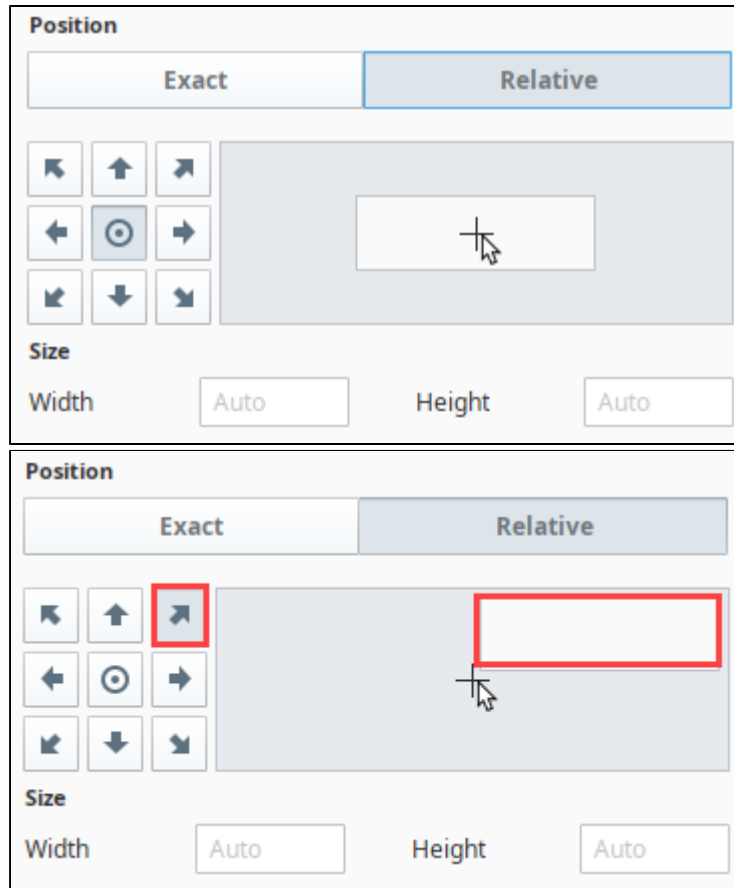 Position
Exact Relative
Size
Width Auto Height Auto
Position
Exact Relative
Size
Width Auto Height Auto